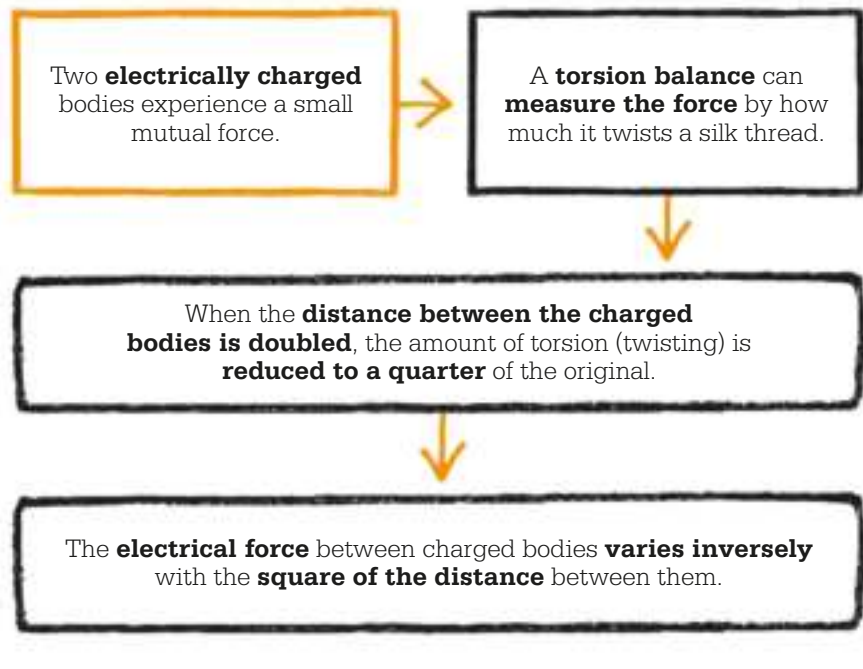 Two electrically charged
bodies experience a small
mutual force.
A torsion balance can
measure the force by how
much it twists a silk thread.
When the distance between the charged
bodies is doubled, the amount of torsion (twisting) is
reduced to a quarter of the original.
The electrical force between charged bodies varies inversely
with the square of the distance between them.